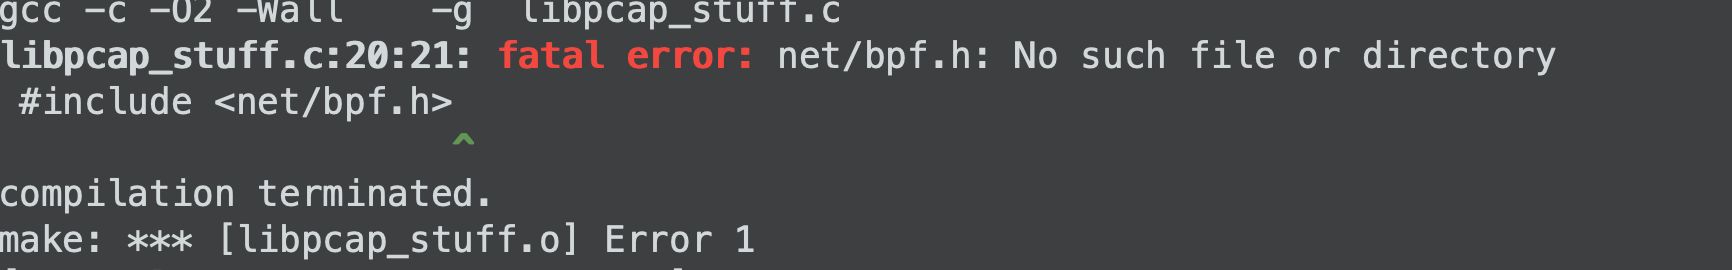 gcc -c -O2 -Wall    -g  libpcap_stuff.c
libpcap_stuff.c:20:21: fatal error: net/bpf.h: No such file or directory
 #include <net/bpf.h>
                     ^
compilation terminated.
make: *** [libpcap_stuff.o] Error 1